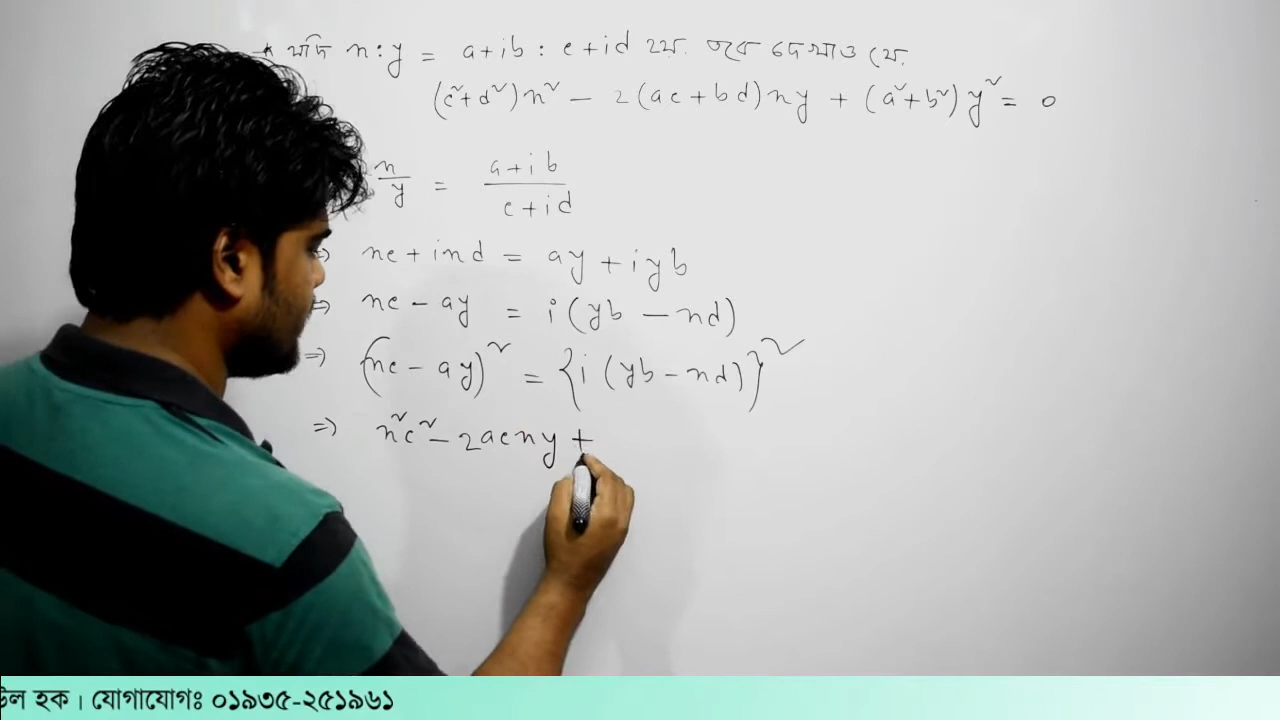 * যদি x : y = a+ib : c+id হয়. তবে দেখাও যে.
(c²+d²)x² - 2(ac+bd)xy + (a²+b²)y² = 0
x/y = (a+ib)/(c+id)
⇒ xc + ixd = ay + iyb
⇒ xc - ay = i(yb - xd)
⇒ (xc - ay)² = {i(yb - xd)}²
⇒ x²c² - 2acxy +
উল হক। যোগাযোগঃ ০১৯৩৫-২৫১৯৬১